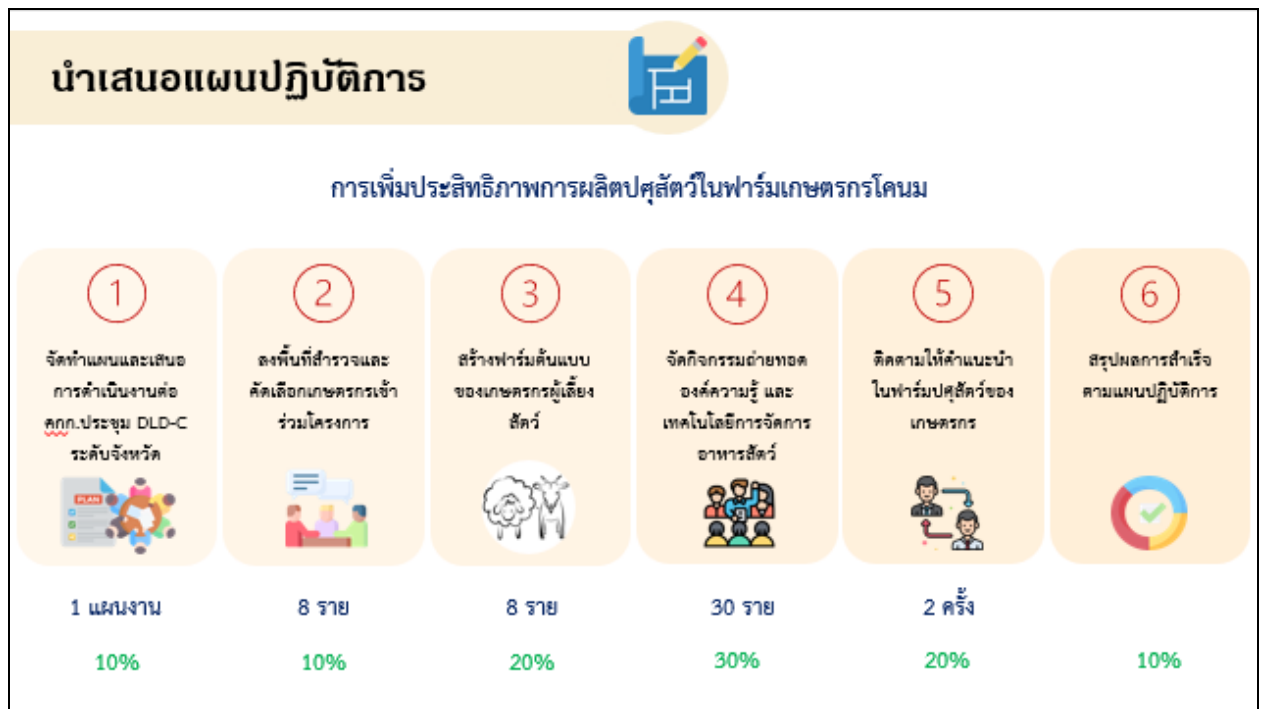 นำเสนอแผนปฏิบัติการ
การเพิ่มประสิทธิภาพการผลิตปศุสัตว์ในฟาร์มเกษตรกรโคนม
1
จัดทำแผนและเสนอ
การดำเนินงานต่อ
คกก.ประชุม DLD-C
ระดับจังหวัด
PLAN
1 แผนงาน
10%
2
ลงพื้นที่สำรวจและ
คัดเลือกเกษตรกรเข้า
ร่วมโครงการ
8 ราย
10%
3
สร้างฟาร์มต้นแบบ
ของเกษตรกรผู้เลี้ยง
สัตว์
8 ราย
20%
4
จัดกิจกรรมถ่ายทอด
องค์ความรู้ และ
เทคโนโลยีการจัดการ
อาหารสัตว์
30 ราย
30%
5
ติดตามให้คำแนะนำ
ในฟาร์มปศุสัตว์ของ
เกษตรกร
2 ครั้ง
20%
6
สรุปผลการสำเร็จ
ตามแผนปฏิบัติการ
10%